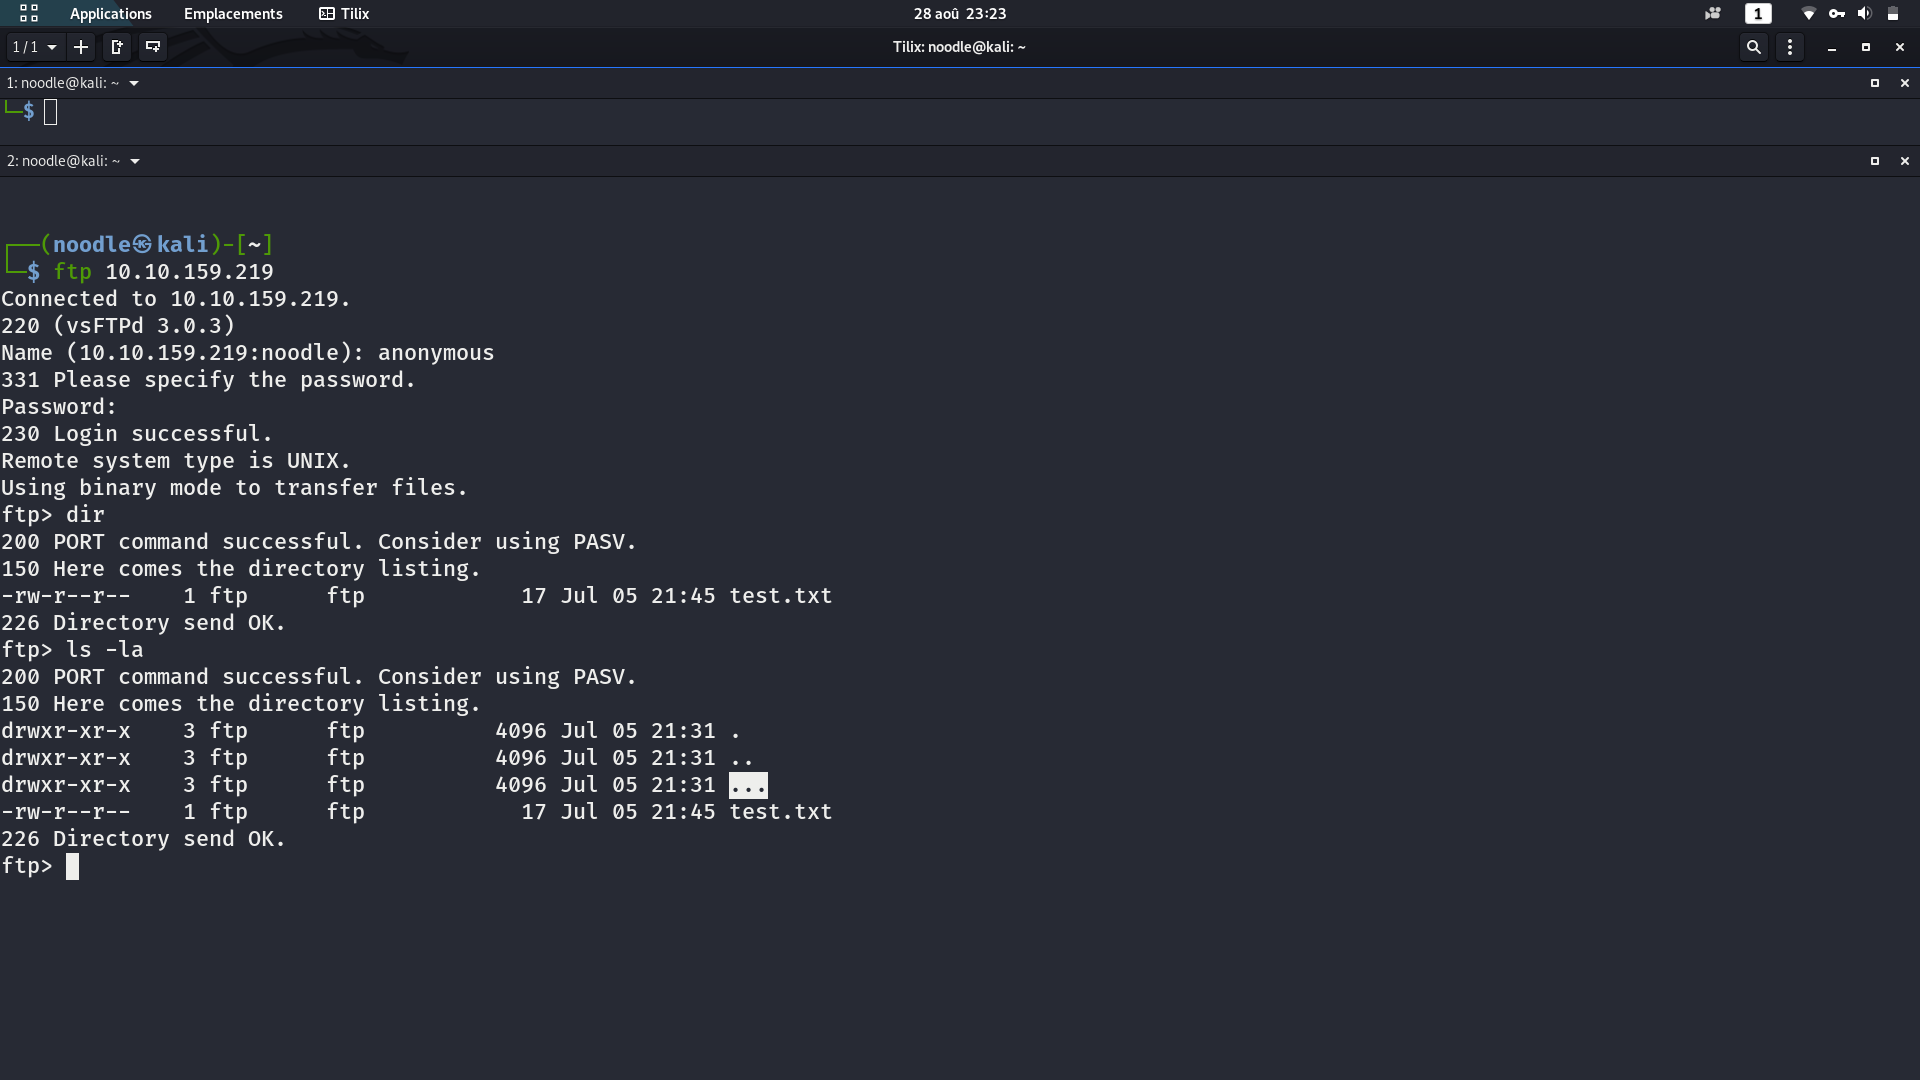 Applications Emplacements Tilix 28 aoû 23:23 1
1 / 1 Tilix: noodle@kali: ~
1: noodle@kali: ~
└─$
2: noodle@kali: ~
┌──(noodle㉿kali)-[~]
└─$ ftp 10.10.159.219
Connected to 10.10.159.219.
220 (vsFTPd 3.0.3)
Name (10.10.159.219:noodle): anonymous
331 Please specify the password.
Password:
230 Login successful.
Remote system type is UNIX.
Using binary mode to transfer files.
ftp> dir
200 PORT command successful. Consider using PASV.
150 Here comes the directory listing.
-rw-r--r--    1 ftp      ftp            17 Jul 05 21:45 test.txt
226 Directory send OK.
ftp> ls -la
200 PORT command successful. Consider using PASV.
150 Here comes the directory listing.
drwxr-xr-x    3 ftp      ftp          4096 Jul 05 21:31 .
drwxr-xr-x    3 ftp      ftp          4096 Jul 05 21:31 ..
drwxr-xr-x    3 ftp      ftp          4096 Jul 05 21:31 ...
-rw-r--r--    1 ftp      ftp            17 Jul 05 21:45 test.txt
226 Directory send OK.
ftp>